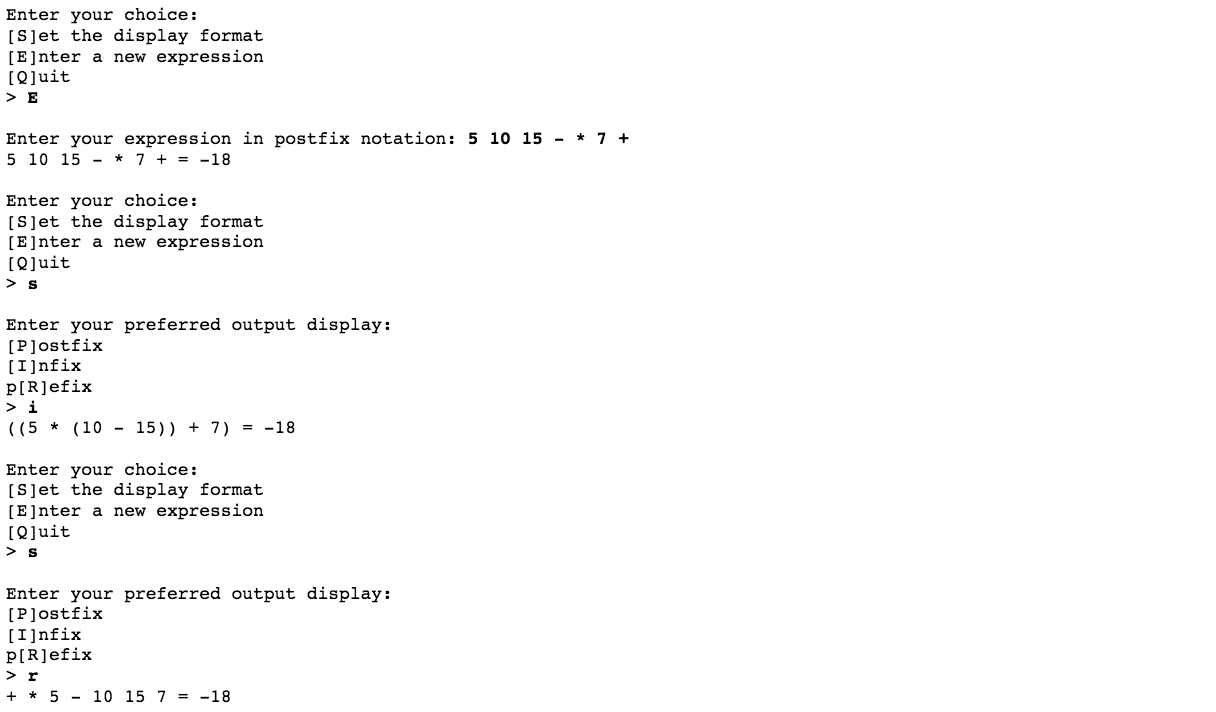 Enter your choice:
[S]et the display format
[E]nter a new expression
[Q]uit
> E
Enter your expression in postfix notation: 5 10 15 - * 7 +
5 10 15 - * 7 + = -18
Enter your choice:
[S]et the display format
[E]nter a new expression
[Q]uit
> s
Enter your preferred output display:
[P]ostfix
[I]nfix
p[R]efix
> i
((5 * (10 - 15)) + 7) = -18
Enter your choice:
[S]et the display format
[E]nter a new expression
[Q]uit
> s
Enter your preferred output display:
[P]ostfix
[I]nfix
p[R]efix
> r
+ * 5 - 10 15 7 = -18